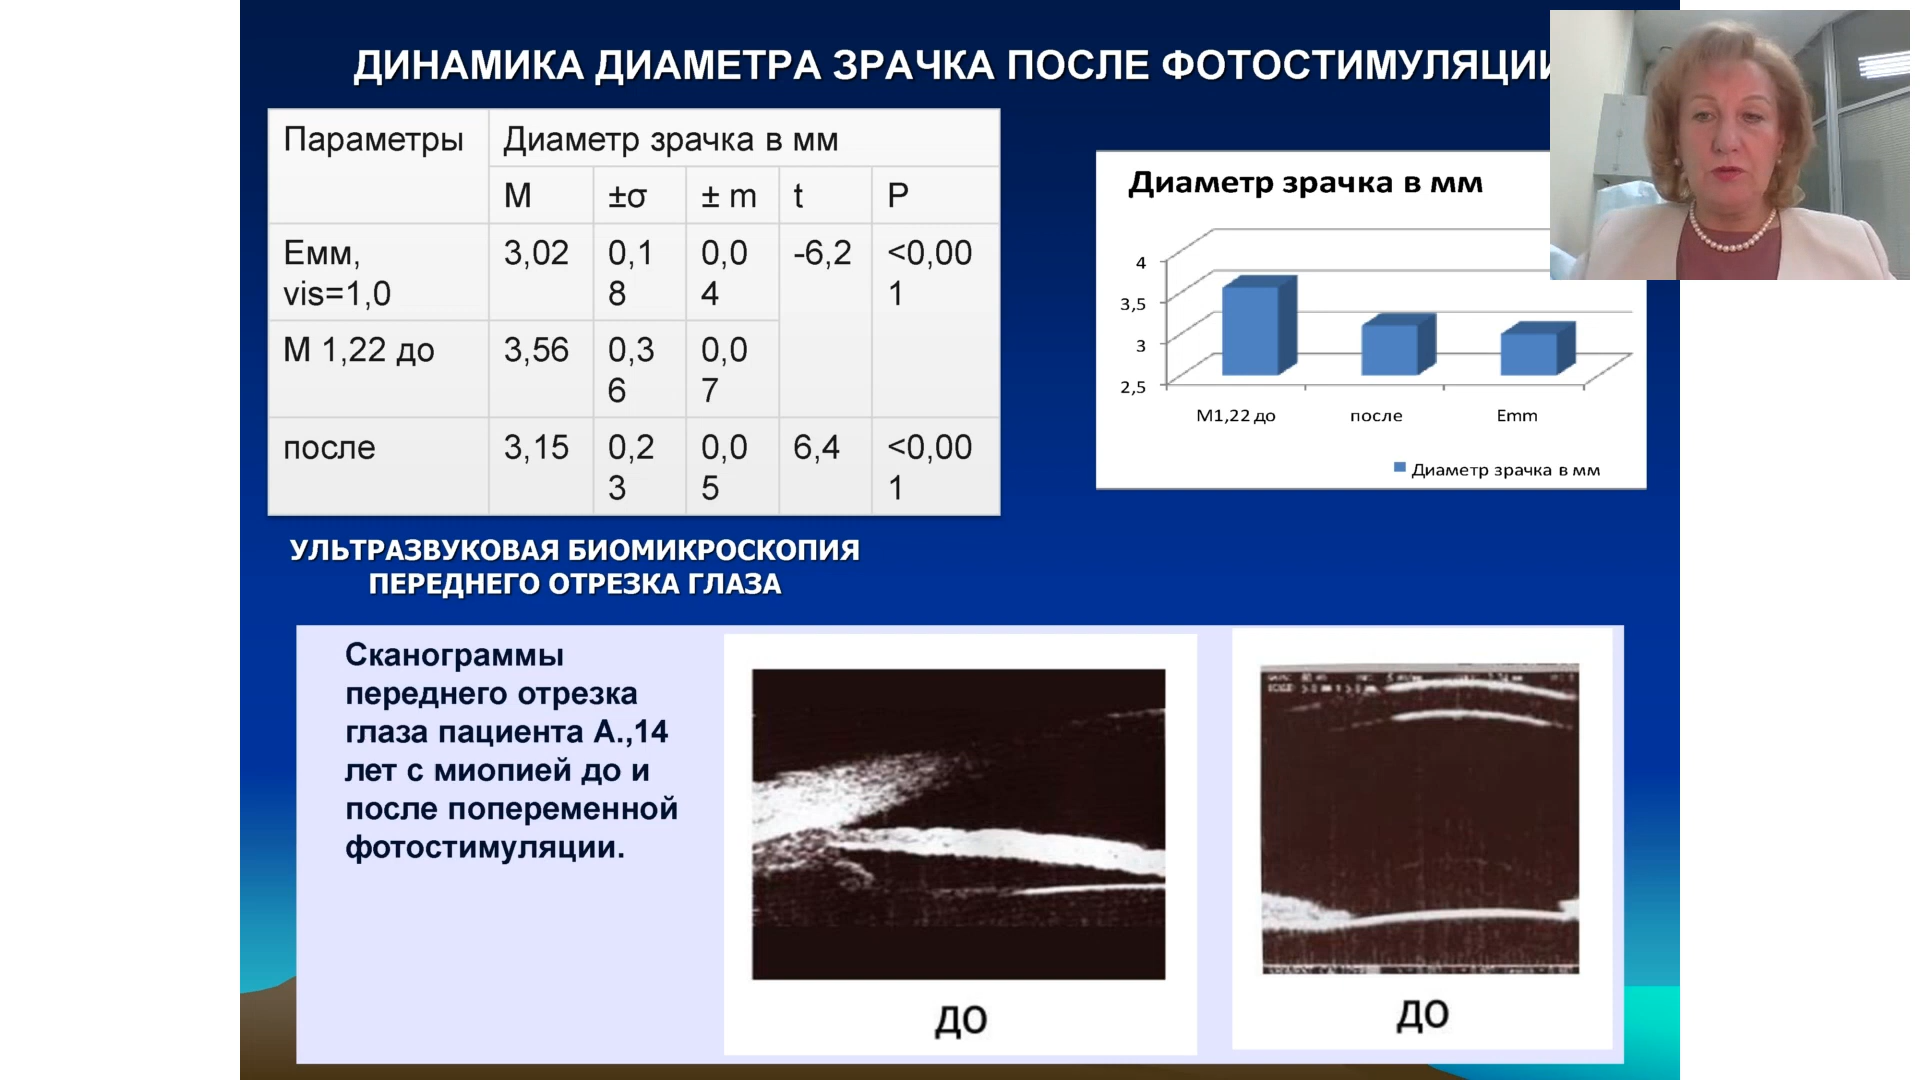 ДИНАМИКА ДИАМЕТРА ЗРАЧКА ПОСЛЕ ФОТОСТИМУЛЯЦИИ
Параметры
Диаметр зрачка в мм
М
±σ
± m
t
P
Емм,
vis=1,0
3,02
0,1
8
0,0
4
-6,2
<0,00
1
М 1,22 до
3,56
0,3
6
0,0
7
после
3,15
0,2
3
0,0
5
6,4
<0,00
1
Диаметр зрачка в мм
4
3,5
3
2,5
М1,22 до
после
Emm
Диаметр зрачка в мм
УЛЬТРАЗВУКОВАЯ БИОМИКРОСКОПИЯ
ПЕРЕДНЕГО ОТРЕЗКА ГЛАЗА
Сканограммы
переднего отрезка
глаза пациента А.,14
лет с миопией до и
после попеременной
фотостимуляции.
ДО
ДО